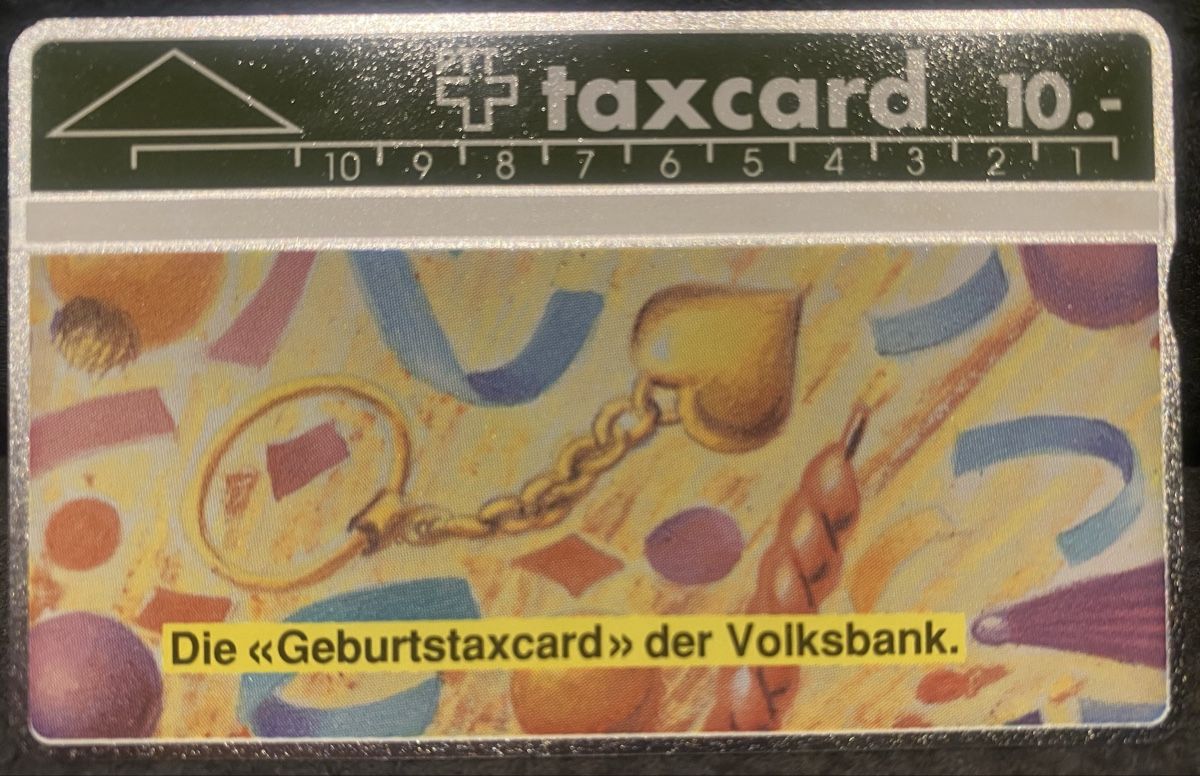 taxcard 10.-
10 9 8 7 6 5 4 3 2 1
Die «Geburtstaxcard» der Volksbank.